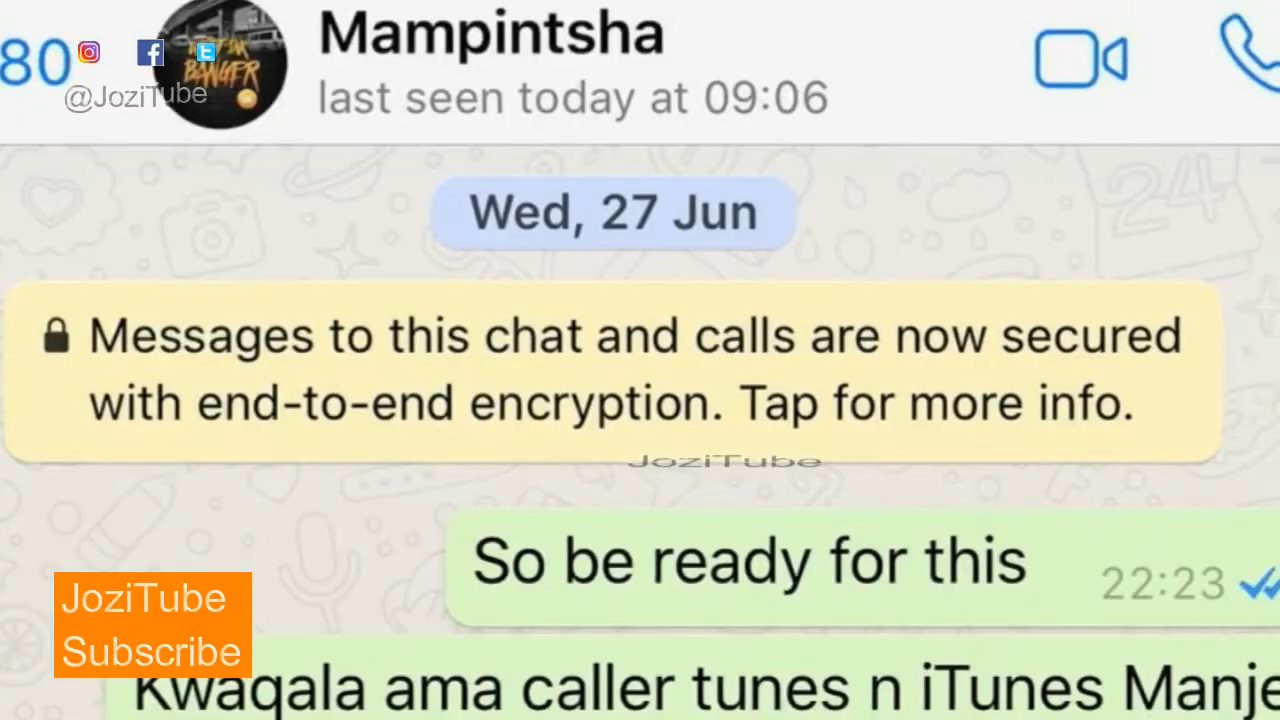 80
Mampintsha
last seen today at 09:06
@JoziTube
BANGER
Wed, 27 Jun
Messages to this chat and calls are now secured
with end-to-end encryption. Tap for more info.
JoziTube
So be ready for this
22:23
JoziTube
Subscribe
Kwaqala ama caller tunes n iTunes Manje